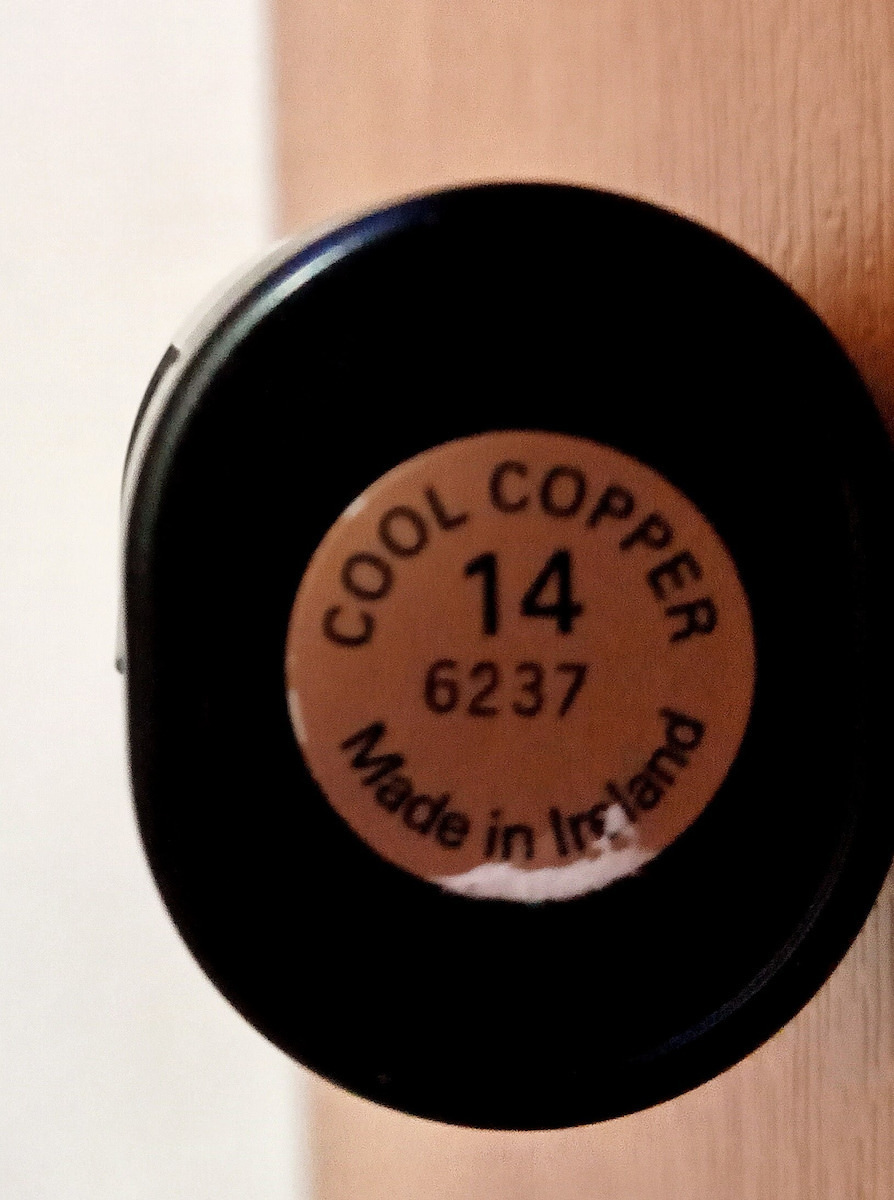 COOL COPPER
14
6237
Made in Ireland